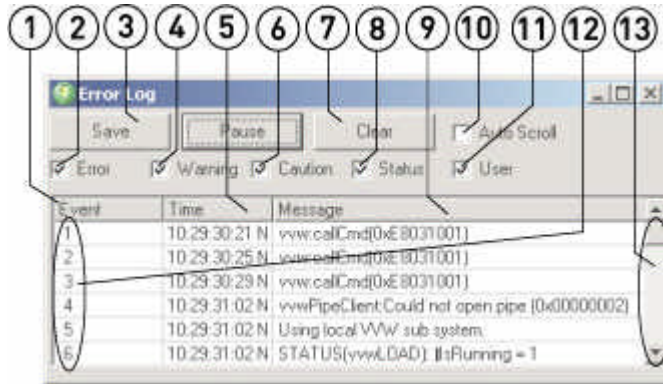 1 2 3 4 5 6 7 8 9 10 11 12 13
Error Log
Save Pause Clear Auto Scroll
Error Warning Caution Status User
Event Time Message
1 10:29:30:21 N vvw:callCmd(0xE8031001)
2 10:29:30:25 N vvw:callCmd(0xE8031001)
3 10:29:30:29 N vvw:callCmd(0xE8031001)
4 10:29:31:02 N vvwPipeClient:Could not open pipe (0x00000002)
5 10:29:31:02 N Using local VVW sub system.
6 10:29:31:02 N STATUS(vvwLOAD): IsRunning = 1